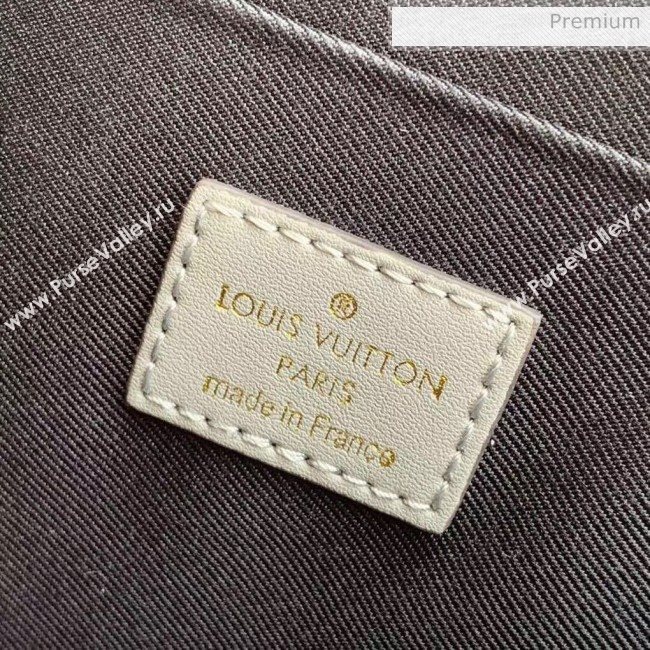 Premium
®
LOUIS VUITTON
PARIS
made in France
www.PurseValley.ru
www.PurseValley.ru